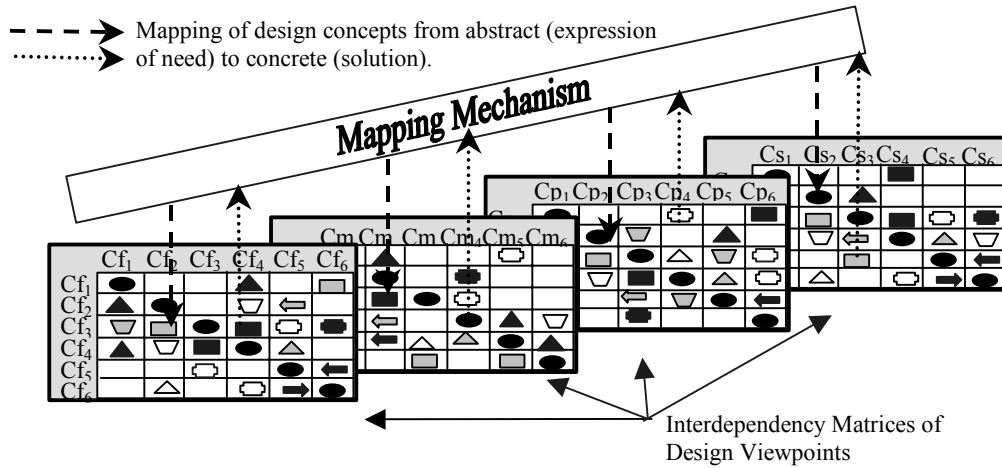 Mapping of design concepts from abstract (expression
of need) to concrete (solution).
Mapping Mechanism
Cs1 Cs2 Cs3 Cs4 Cs5 Cs6
Cp1 Cp2 Cp3 Cp4 Cp5 Cp6
Cm Cm Cm4 Cm5 Cm6
Cf1 Cf2 Cf3 Cf4 Cf5 Cf6
Cf1
Cf2
Cf3
Cf4
Cf5
Cf6
Interdependency Matrices of
Design Viewpoints